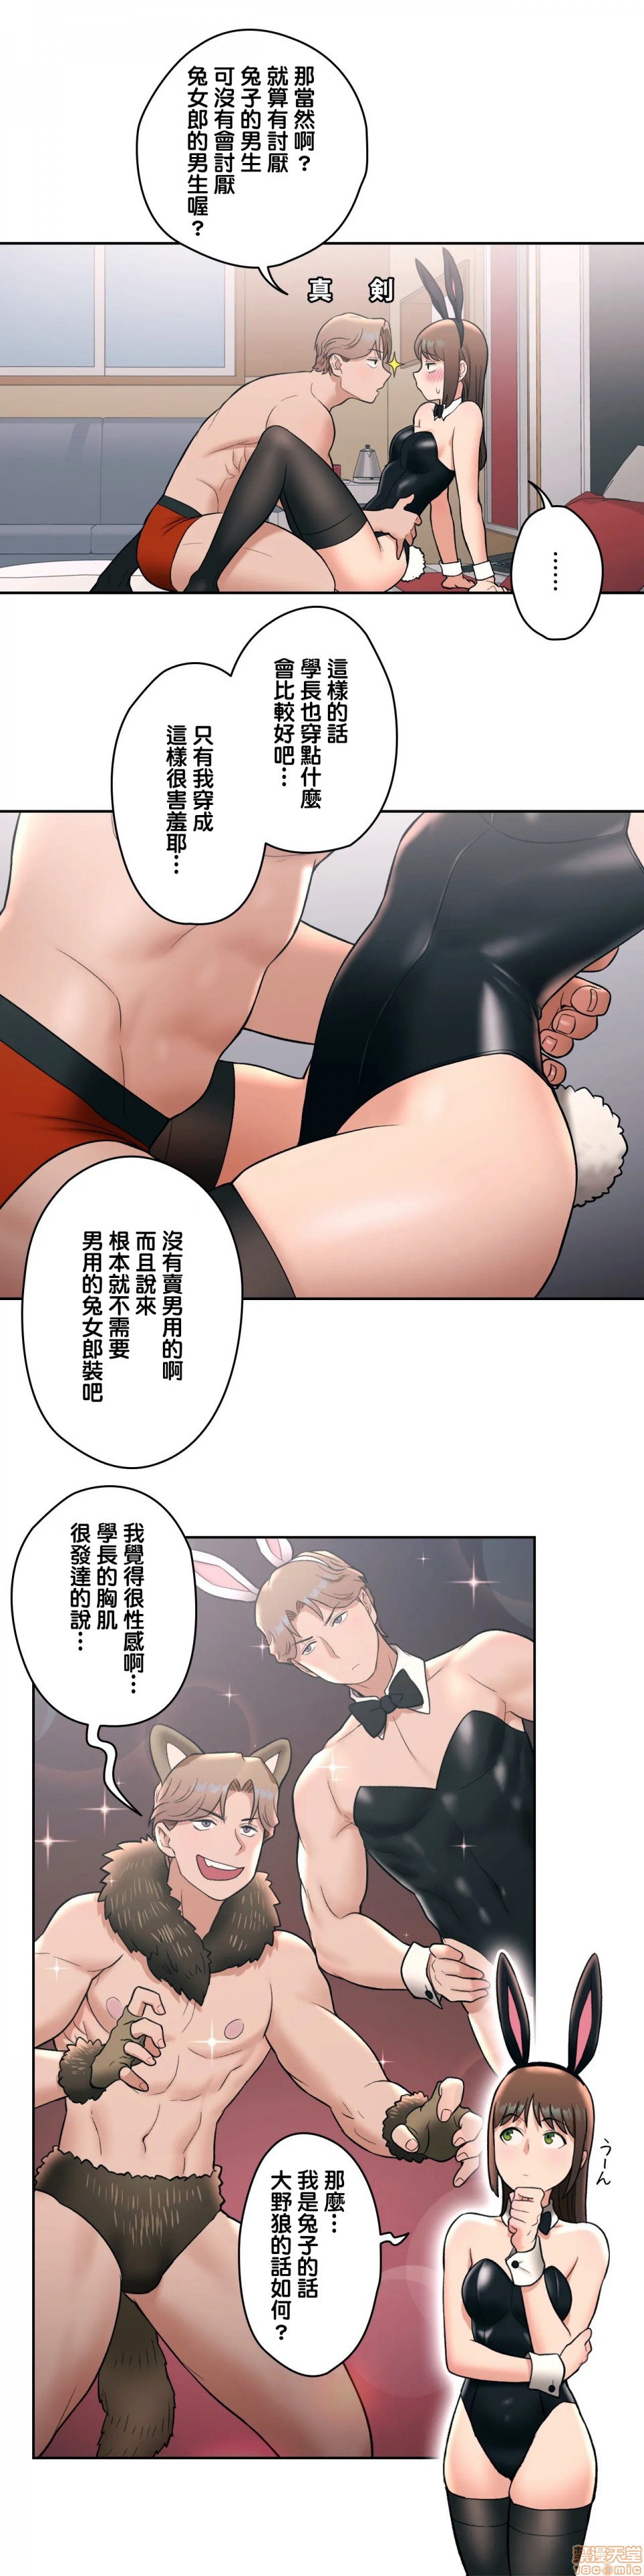 那當然啊?
就算有討厭
兔子的男生
可沒有會討厭
兔女郎的男生喔?
真 剣
……
這樣的話
學長也穿點什麼
會比較好吧…
只有我穿成
這樣很害羞耶…
沒有賣男用的啊
而且說來
根本就不需要
男用的兔女郎裝吧
我覺得很性感啊…
學長的胸肌
很發達的說…
那麼…
我是兔子的話
大野狼的話如何?
うーん
漫漫天堂
tocomic